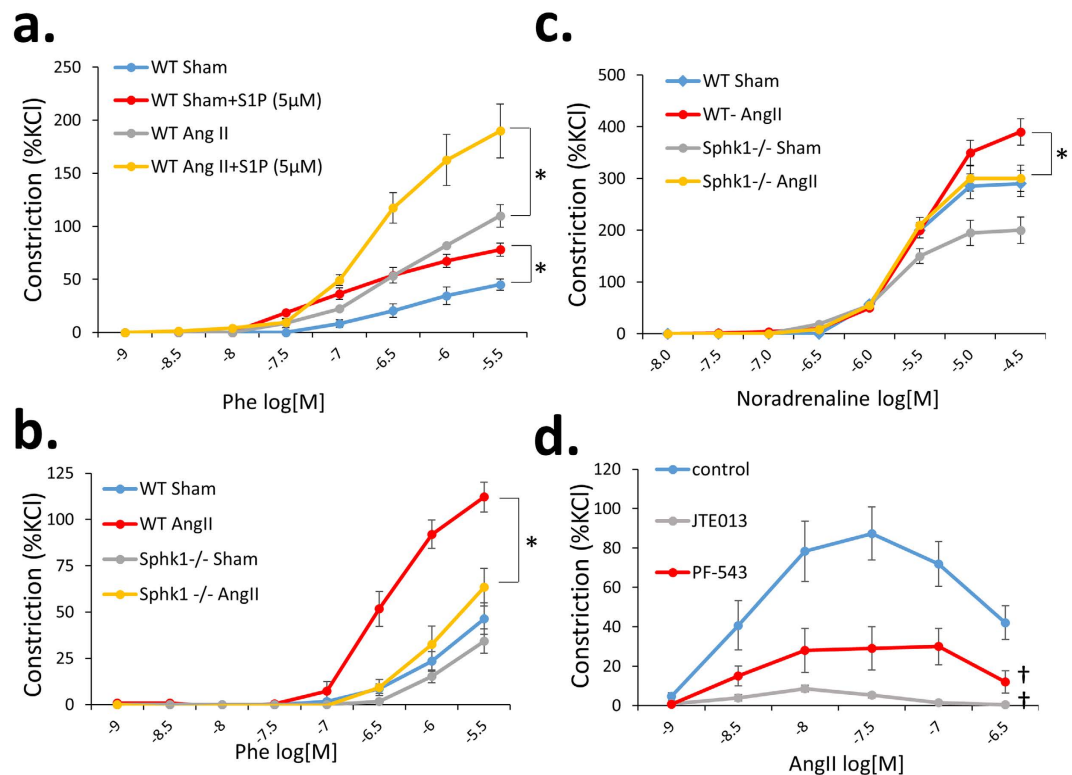 a.
WT Sham
WT Sham+S1P (5µM)
WT Ang II
WT Ang II+S1P (5µM)
Constriction (%KCl)
250
200
150
100
50
0
*
*
-9
-8.5
-8
-7.5
-7
-6.5
-6
-5.5
Phe log[M]
c.
WT Sham
WT- AngII
Sphk1-/- Sham
Sphk1-/- AngII
Constriction (%KCl)
500
400
300
200
100
0
*
-8.0
-7.5
-7.0
-6.5
-6.0
-5.5
-5.0
-4.5
Noradrenaline log[M]
b.
WT Sham
WT AngII
Sphk1-/- Sham
Sphk1 -/- AngII
Constriction (%KCl)
125
100
75
50
25
0
*
-9
-8.5
-8
-7.5
-7
-6.5
-6
-5.5
Phe log[M]
d.
control
JTE013
PF-543
Constriction (%KCl)
120
100
80
60
40
20
0
†
†
-9
-8.5
-8
-7.5
-7
-6.5
AngII log[M]